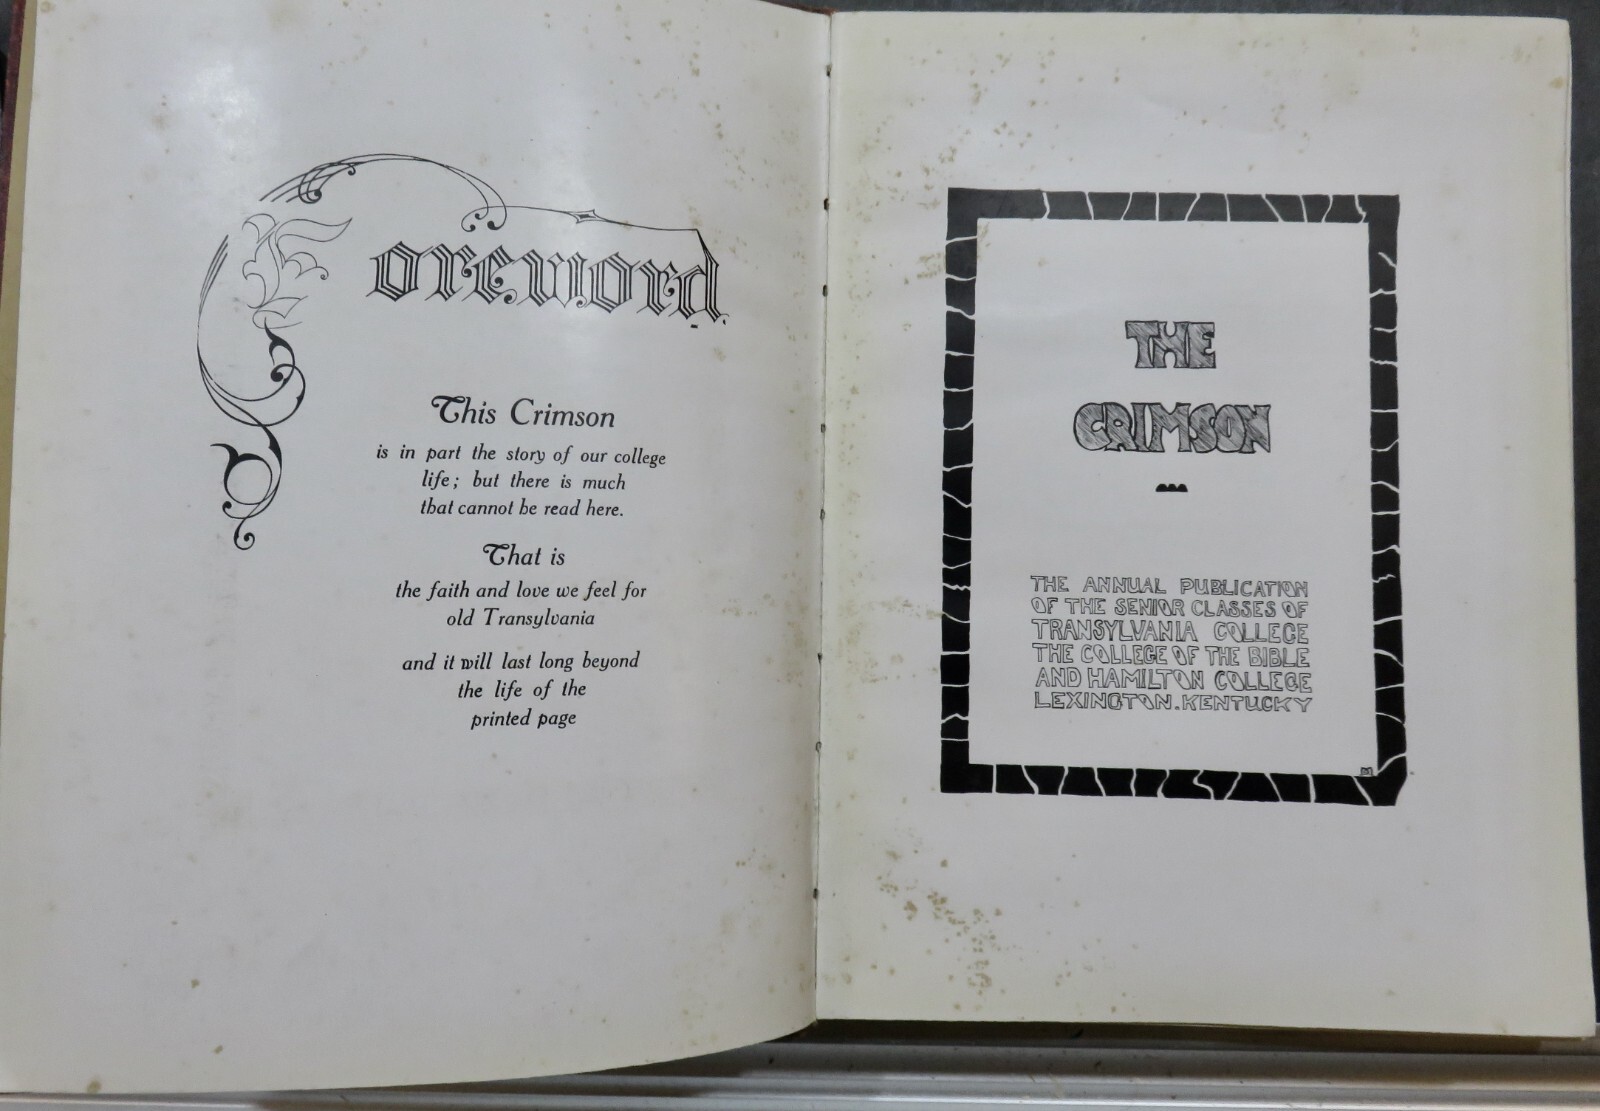 Foreword.
This Crimson
is in part the story of our college
life; but there is much
that cannot be read here.
That is
the faith and love we feel for
old Transylvania
and it will last long beyond
the life of the
printed page
THE
CRIMSON
THE ANNUAL PUBLICATION
OF THE SENIOR CLASSES OF
TRANSYLVANIA COLLEGE
THE COLLEGE OF THE BIBLE
AND HAMILTON COLLEGE
LEXINGTON. KENTUCKY